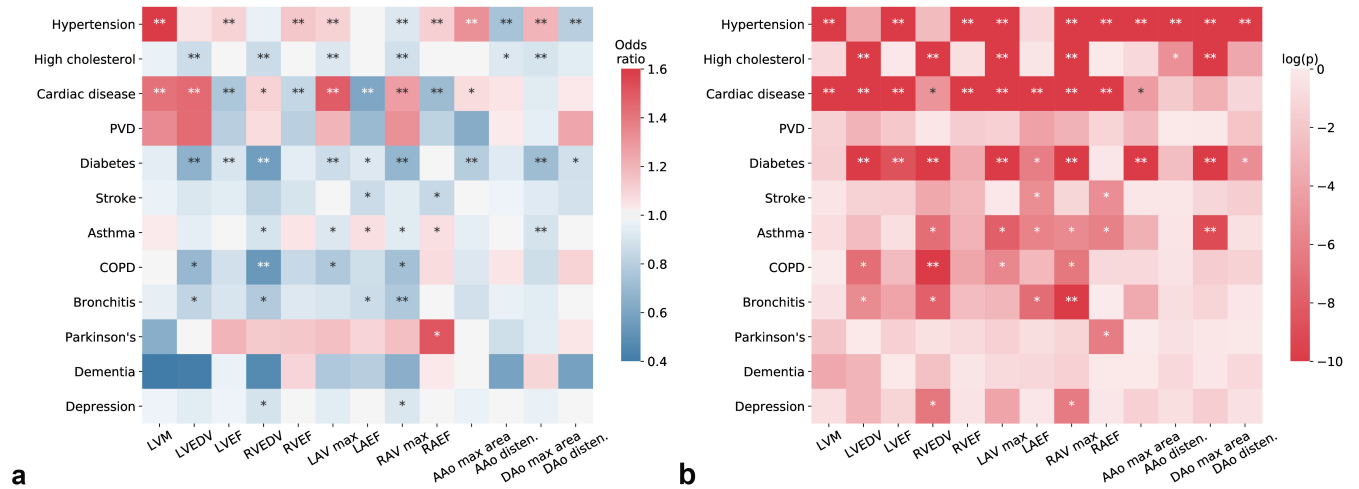 Hypertension ** ** ** ** ** ** ** ** ** ** ** **
High cholesterol ** ** ** ** * **
Cardiac disease ** ** ** * ** ** ** ** ** *
PVD
Diabetes ** ** ** ** * ** ** ** *
Stroke * *
Asthma * * * * * **
COPD * ** * *
Bronchitis * * * **
Parkinson's *
Dementia
Depression * *
LVM
LVEDV
LVEF
RVEDV
RVEF
LAV max
LAEF
RAV max
RAEF
AAo max area
AAo disten.
DAo max area
DAo disten.
Odds
ratio
1.6
1.4
1.2
1.0
0.8
0.6
0.4
a
Hypertension ** ** ** ** ** ** ** ** ** ** **
High cholesterol ** ** ** ** * **
Cardiac disease ** ** ** * ** ** ** ** ** *
PVD
Diabetes ** ** ** ** * ** ** ** *
Stroke * *
Asthma * * * * * **
COPD * ** * *
Bronchitis * * * **
Parkinson's *
Dementia
Depression * *
LVM
LVEDV
LVEF
RVEDV
RVEF
LAV max
LAEF
RAV max
RAEF
AAo max area
AAo disten.
DAo max area
DAo disten.
log(p)
0
−2
−4
−6
−8
−10
b